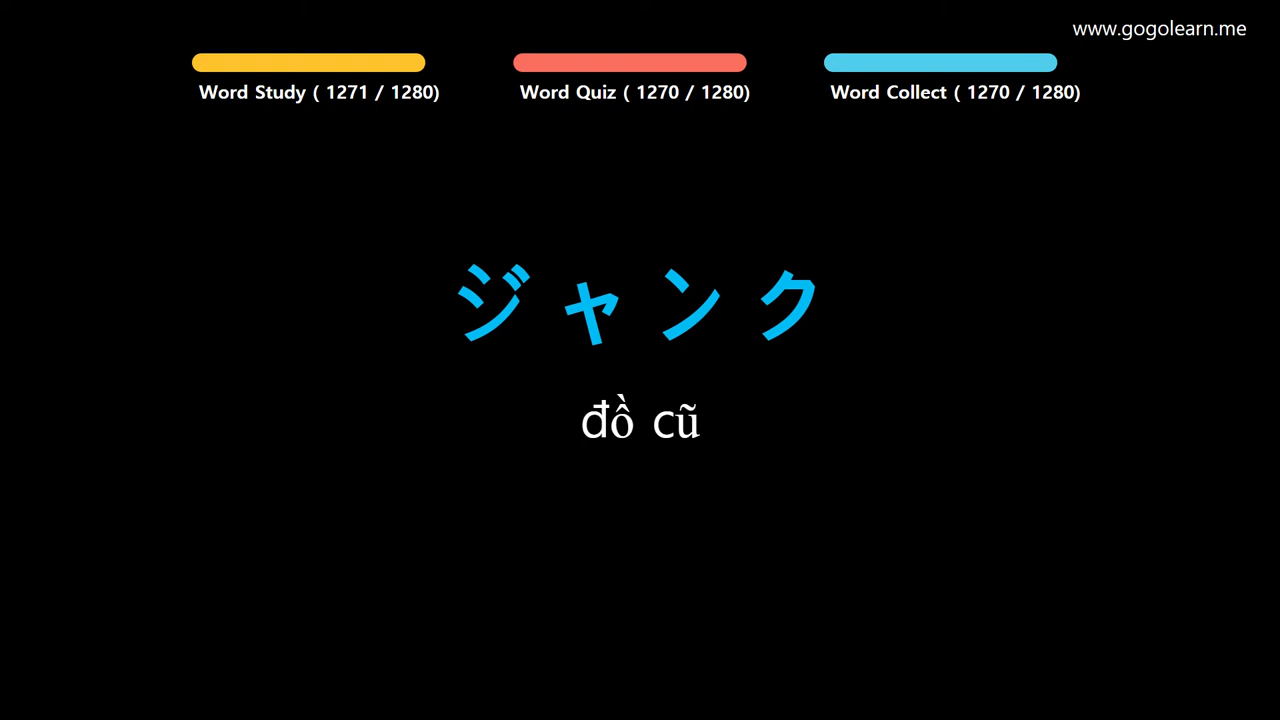 www.gogolearn.me
Word Study ( 1271 / 1280)
Word Quiz ( 1270 / 1280)
Word Collect ( 1270 / 1280)
ジャンク
đồ cũ